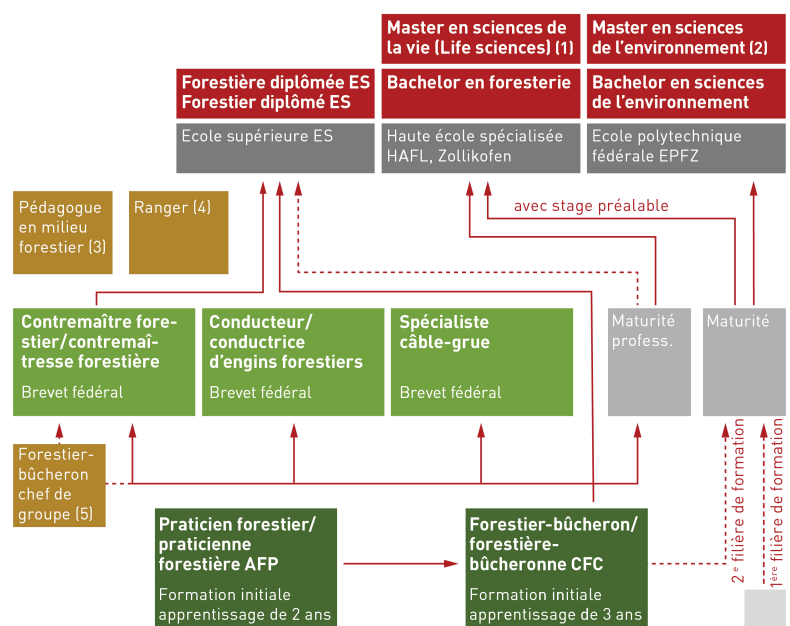 Master en sciences de
la vie (Life sciences) (1)
Master en sciences
de l’environnement (2)
Forestière diplômée ES
Forestier diplômé ES
Bachelor en foresterie
Bachelor en sciences
de l’environnement
Ecole supérieure ES
Haute école spécialisée
HAFL, Zollikofen
Ecole polytechnique
fédérale EPFZ
Pédagogue
en milieu
forestier (3)
Ranger (4)
avec stage préalable
Contremaître fore-
stier/contremaî-
tresse forestière
Brevet fédéral
Conducteur/
conductrice
d’engins forestiers
Brevet fédéral
Spécialiste
câble-grue
Brevet fédéral
Maturité
profess.
Maturité
Forestier-
bûcheron
chef de
groupe (5)
Praticien forestier/
praticienne
forestière AFP
Formation initiale
apprentissage de 2 ans
Forestier-bûcheron/
forestière-
bûcheronne CFC
Formation initiale
apprentissage de 3 ans
2e filière de formation
1ère filière de formation